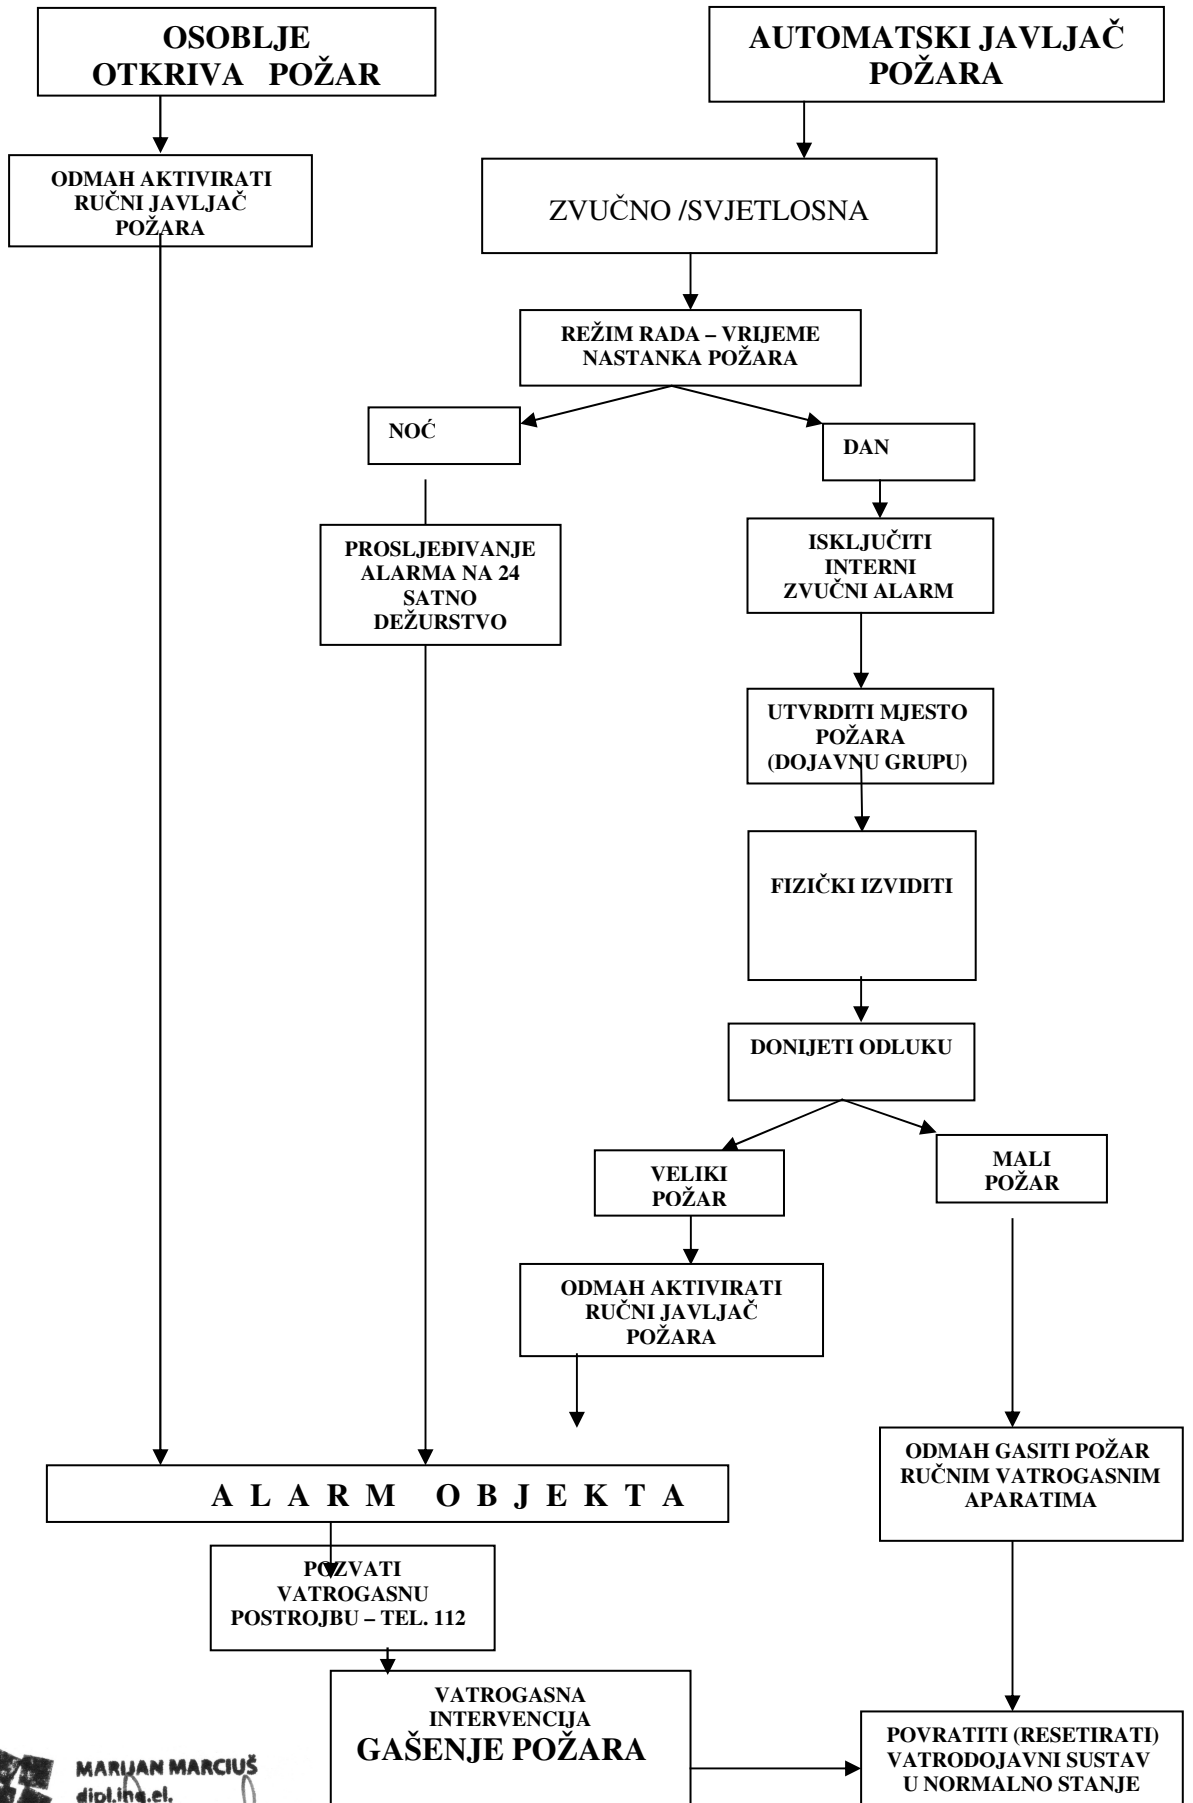 OSOBLJE
OTKRIVA POŽAR
AUTOMATSKI JAVLJAČ
POŽARA
ODMAH AKTIVIRATI
RUČNI JAVLJAČ
POŽARA
ZVUČNO /SVJETLOSNA
REŽIM RADA – VRIJEME
NASTANKA POŽARA
NOĆ
DAN
PROSLJEĐIVANJE
ALARMA NA 24
SATNO
DEŽURSTVO
ISKLJUČITI
INTERNI
ZVUČNI ALARM
UTVRDITI MJESTO
POŽARA
(DOJAVNU GRUPU)
FIZIČKI IZVIDITI
DONIJETI ODLUKU
VELIKI
POŽAR
MALI
POŽAR
ODMAH AKTIVIRATI
RUČNI JAVLJAČ
POŽARA
ODMAH GASITI POŽAR
RUČNIM VATROGASNIM
APARATIMA
A L A R M O B J E K T A
POZVATI
VATROGASNU
POSTROJBU – TEL. 112
VATROGASNA
INTERVENCIJA
GAŠENJE POŽARA
POVRATITI (RESETIRATI)
VATRODOJAVNI SUSTAV
U NORMALNO STANJE
MARIJAN MARCIUŠ
dipl.ing.el.